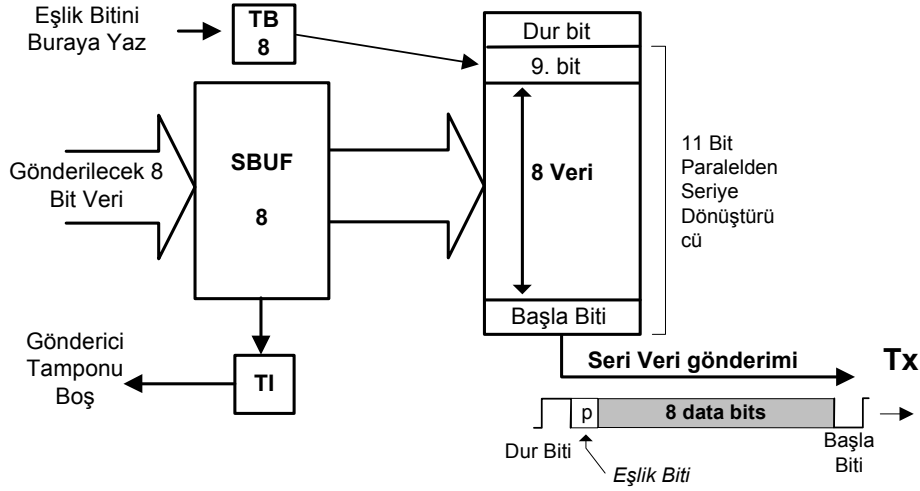 Eşlik Bitini
Buraya Yaz
TB
8
Dur bit
9. bit
Gönderilecek 8
Bit Veri
SBUF
8
8 Veri
11 Bit
Paralelden
Seriye
Dönüştürü
cü
Başla Biti
Gönderici
Tamponu
Boş
TI
Seri Veri gönderimi
Tx
p
8 data bits
Dur Biti
Eşlik Biti
Başla
Biti